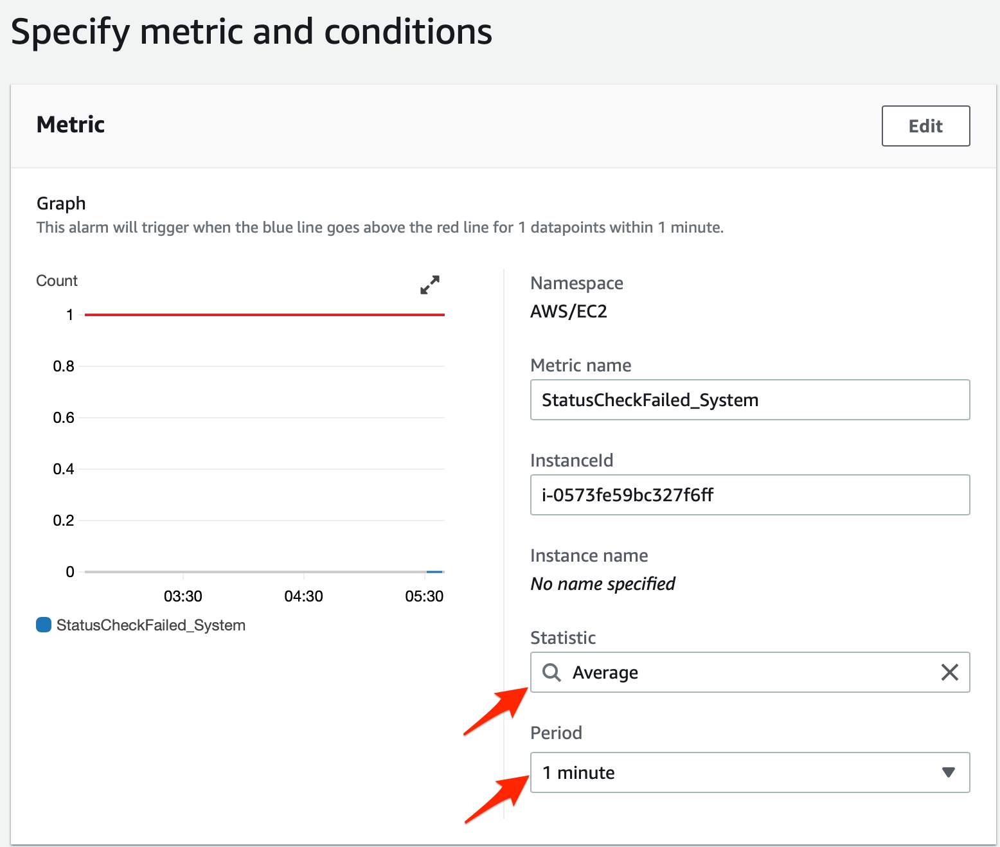 Specify metric and conditions
Metric
Edit
Graph
This alarm will trigger when the blue line goes above the red line for 1 datapoints within 1 minute.
Count
1
0.8
0.6
0.4
0.2
0
03:30
04:30
05:30
StatusCheckFailed_System
Namespace
AWS/EC2
Metric name
StatusCheckFailed_System
InstanceId
i-0573fe59bc327f6ff
Instance name
No name specified
Statistic
Average
Period
1 minute